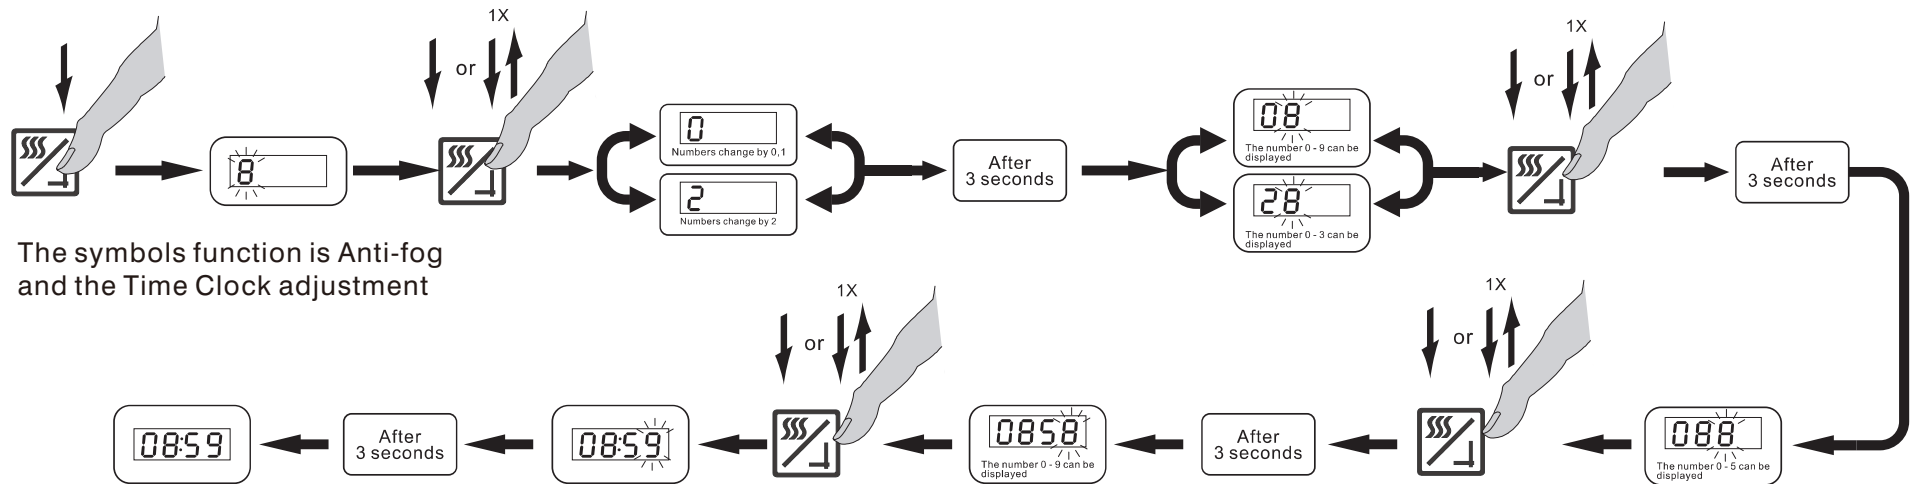 1X
or
8
0
Numbers change by 0,1
2
Numbers change by 2
After
3 seconds
08
The number 0 - 9 can be
displayed
28
The number 0 - 3 can be
displayed
1X
or
After
3 seconds
The symbols function is Anti-fog
and the Time Clock adjustment
088
The number 0 - 5 can be
displayed
1X
or
After
3 seconds
0858
The number 0 - 9 can be
displayed
1X
or
08:59
After
3 seconds
08:59